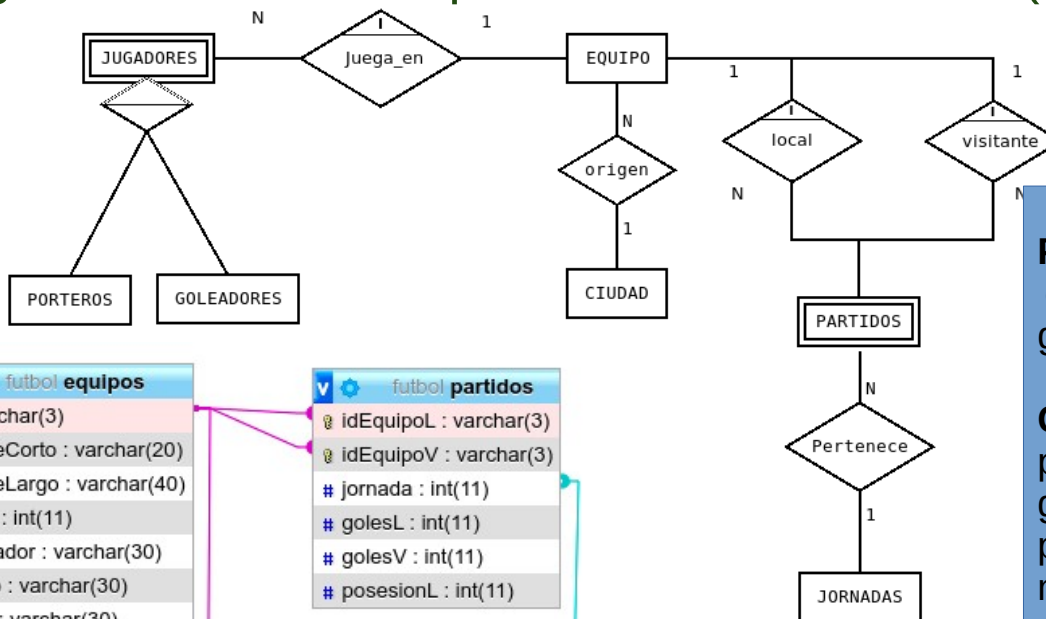 N
I
1
JUGADORES
Juega_en
EQUIPO
1
1
I
I
local
visitante
N
origen
N
N
1
PORTEROS
GOLEADORES
CIUDAD
PARTIDOS
futbol equipos
char(3)
eCorto : varchar(20)
eLargo : varchar(40)
: int(11)
ador : varchar(30)
) : varchar(30)
: varchar(30)
v futbol partidos
idEquipoL : varchar(3)
idEquipoV : varchar(3)
# jornada : int(11)
# golesL : int(11)
# golesV : int(11)
# posesionL : int(11)
N
Pertenece
1
JORNADAS